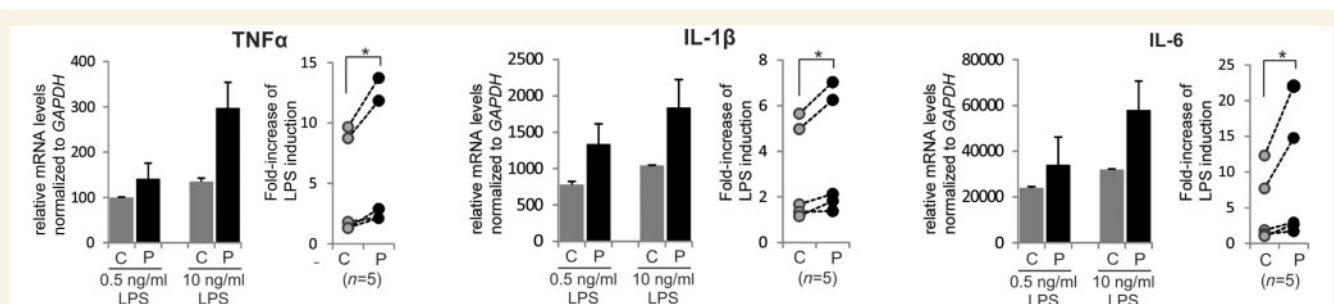 TNFα
relative mRNA levels
normalized to GAPDH
400
300
200
100
0
C P C P
0.5 ng/ml 10 ng/ml
LPS LPS
Fold-increase of
LPS induction
15
10
5
0
*
– C P
(n=5)
IL-1β
relative mRNA levels
normalized to GAPDH
2500
2000
1500
1000
500
0
C P C P
0.5 ng/ml 10 ng/ml
LPS LPS
Fold-increase of
LPS induction
8
6
4
2
0
*
C P
(n=5)
IL-6
relative mRNA levels
normalized to GAPDH
80000
60000
40000
20000
0
C P C P
0.5 ng/ml 10 ng/ml
LPS LPS
Fold-increase of
LPS induction
25
20
15
10
5
0
*
C P
(n=5)